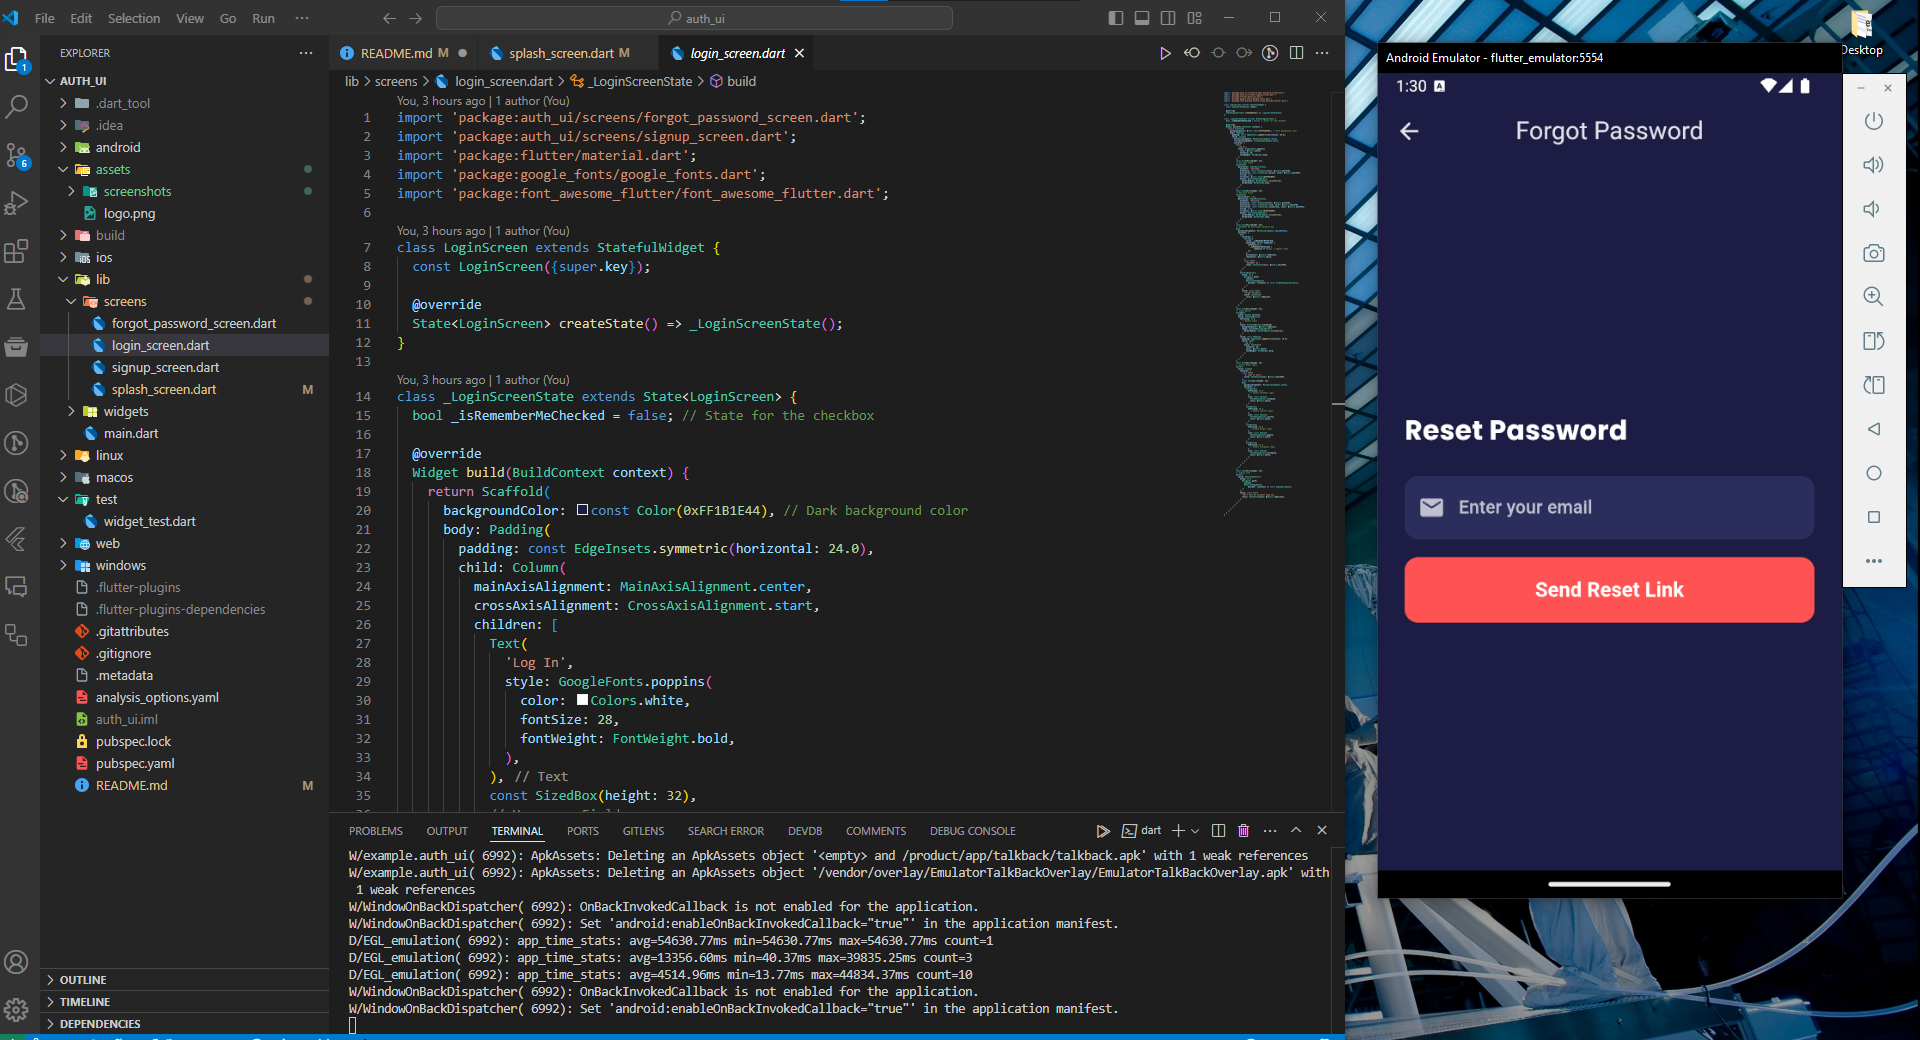 File Edit Selection View Go Run ···
auth_ui
EXPLORER
AUTH_UI
.dart_tool
.idea
android
assets
screenshots
logo.png
build
ios
lib
screens
forgot_password_screen.dart
login_screen.dart
signup_screen.dart
splash_screen.dart M
widgets
main.dart
linux
macos
test
widget_test.dart
web
windows
.flutter-plugins
.flutter-plugins-dependencies
.gitattributes
.gitignore
.metadata
analysis_options.yaml
auth_ui.iml
pubspec.lock
pubspec.yaml
README.md M
OUTLINE
TIMELINE
DEPENDENCIES
1
6
README.md M
splash_screen.dart M
login_screen.dart
lib > screens > login_screen.dart > _LoginScreenState > build
You, 3 hours ago | 1 author (You)
1 import 'package:auth_ui/screens/forgot_password_screen.dart';
2 import 'package:auth_ui/screens/signup_screen.dart';
3 import 'package:flutter/material.dart';
4 import 'package:google_fonts/google_fonts.dart';
5 import 'package:font_awesome_flutter/font_awesome_flutter.dart';
6
You, 3 hours ago | 1 author (You)
7 class LoginScreen extends StatefulWidget {
8 const LoginScreen({super.key});
9
10 @override
11 State<LoginScreen> createState() => _LoginScreenState();
12 }
13
You, 3 hours ago | 1 author (You)
14 class _LoginScreenState extends State<LoginScreen> {
15 bool _isRememberMeChecked = false; // State for the checkbox
16
17 @override
18 Widget build(BuildContext context) {
19 return Scaffold(
20 backgroundColor: const Color(0xFF1B1E44), // Dark background color
21 body: Padding(
22 padding: const EdgeInsets.symmetric(horizontal: 24.0),
23 child: Column(
24 mainAxisAlignment: MainAxisAlignment.center,
25 crossAxisAlignment: CrossAxisAlignment.start,
26 children: [
27 Text(
28 'Log In',
29 style: GoogleFonts.poppins(
30 color: Colors.white,
31 fontSize: 28,
32 fontWeight: FontWeight.bold,
33 ),
34 ), // Text
35 const SizedBox(height: 32),
PROBLEMS OUTPUT TERMINAL PORTS GITLENS SEARCH ERROR DEVDB COMMENTS DEBUG CONSOLE
dart
W/example.auth_ui( 6992): ApkAssets: Deleting an ApkAssets object '<empty> and /product/app/talkback/talkback.apk' with 1 weak references
W/example.auth_ui( 6992): ApkAssets: Deleting an ApkAssets object '/vendor/overlay/EmulatorTalkBackOverlay/EmulatorTalkBackOverlay.apk' with
1 weak references
W/WindowOnBackDispatcher( 6992): OnBackInvokedCallback is not enabled for the application.
W/WindowOnBackDispatcher( 6992): Set 'android:enableOnBackInvokedCallback="true"' in the application manifest.
D/EGL_emulation( 6992): app_time_stats: avg=54630.77ms min=54630.77ms max=54630.77ms count=1
D/EGL_emulation( 6992): app_time_stats: avg=13356.60ms min=40.37ms max=39835.25ms count=3
D/EGL_emulation( 6992): app_time_stats: avg=4514.96ms min=13.77ms max=44834.37ms count=10
W/WindowOnBackDispatcher( 6992): OnBackInvokedCallback is not enabled for the application.
W/WindowOnBackDispatcher( 6992): Set 'android:enableOnBackInvokedCallback="true"' in the application manifest.
Desktop
Android Emulator - flutter_emulator:5554
1:30
Forgot Password
Reset Password
Enter your email
Send Reset Link